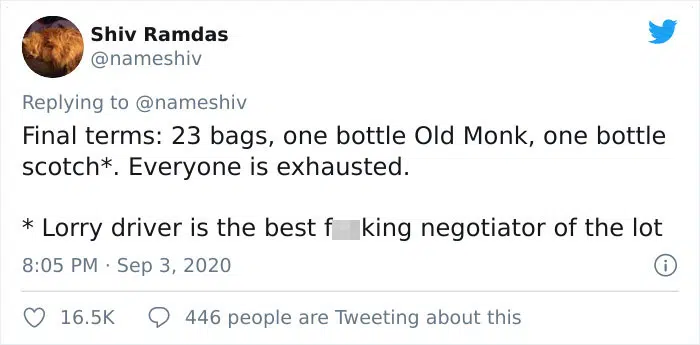 Shiv Ramdas
@nameshiv
Replying to @nameshiv
Final terms: 23 bags, one bottle Old Monk, one bottle
scotch*. Everyone is exhausted.
* Lorry driver is the best f king negotiator of the lot
8:05 PM · Sep 3, 2020
16.5K 446 people are Tweeting about this